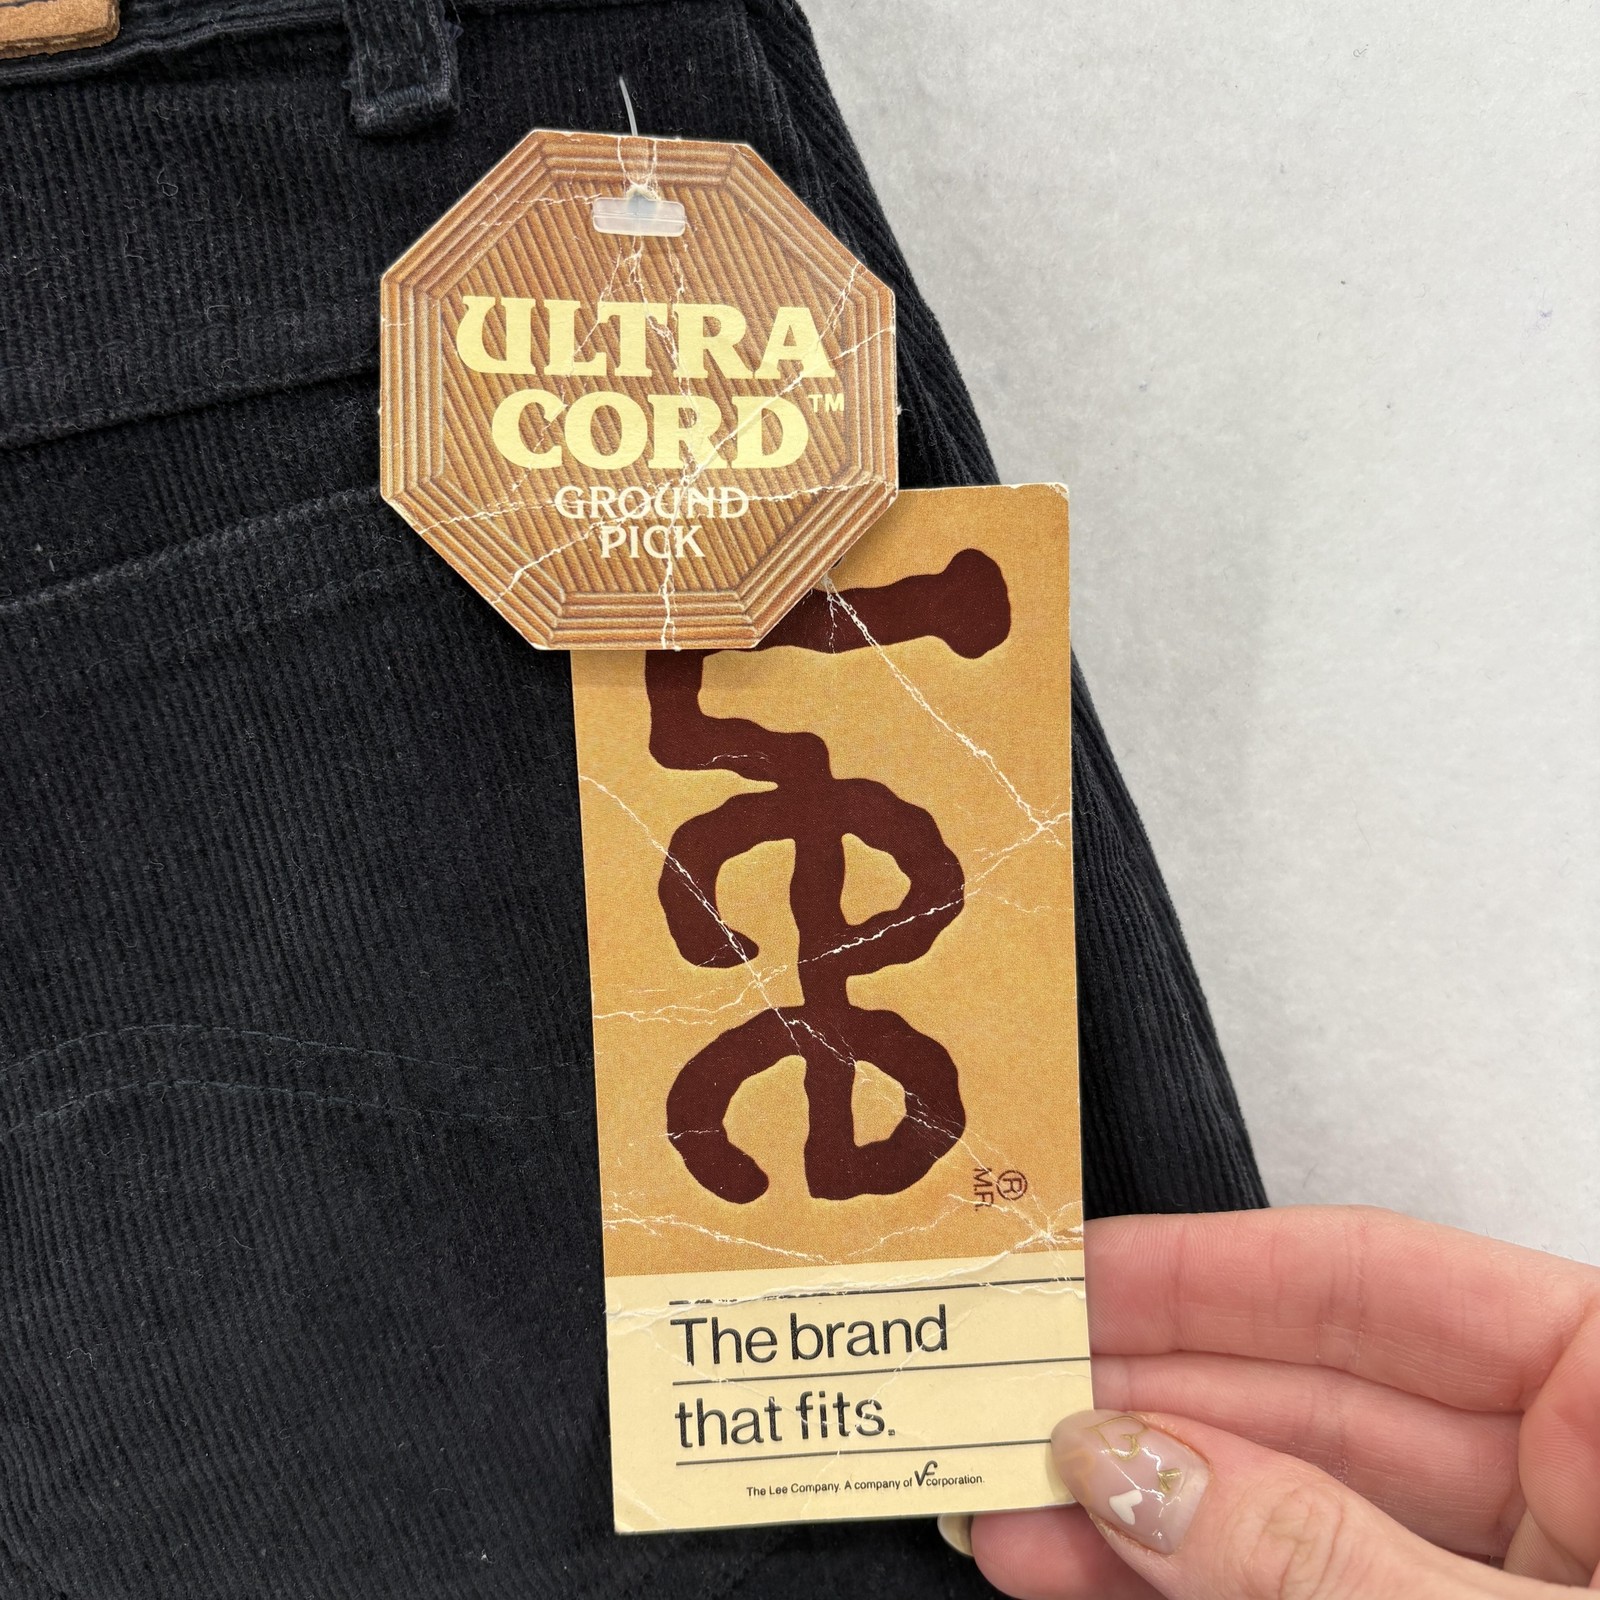 ULTRA
CORD™
GROUND
PICK
Lee
®
M.R.
The brand
that fits.
The Lee Company. A company of VF corporation.